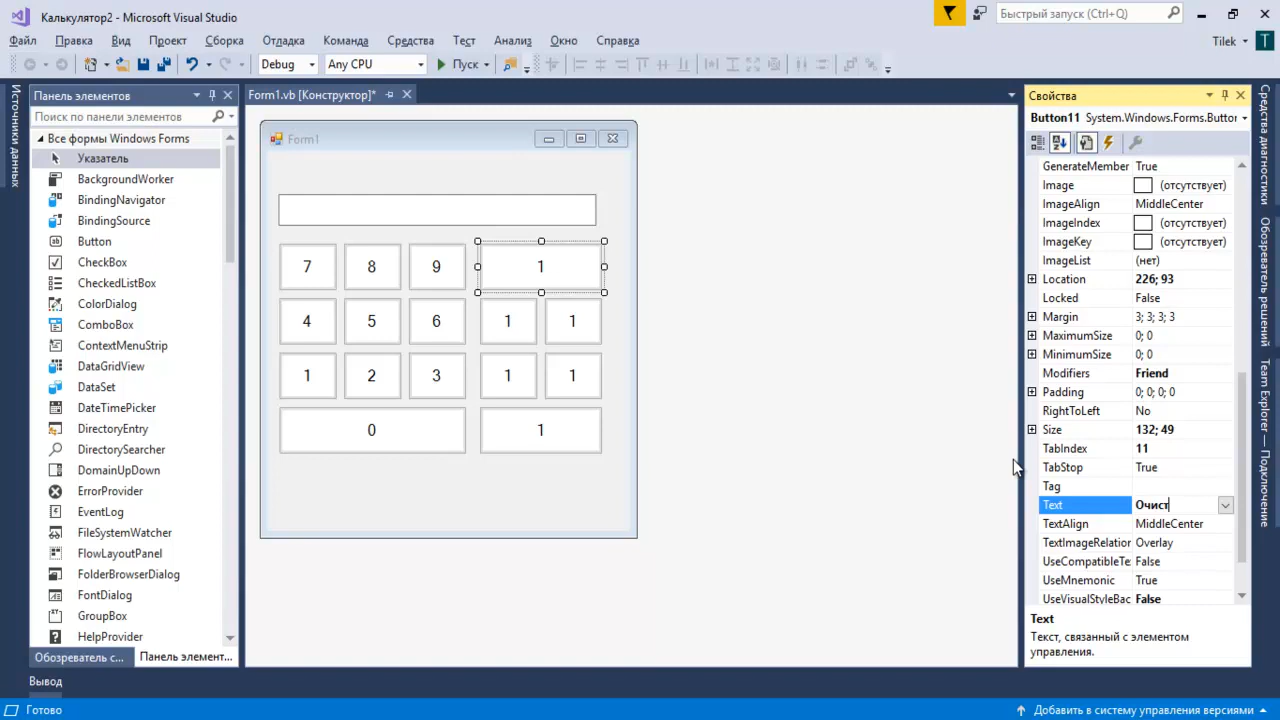 Калькулятор2 - Microsoft Visual Studio
Быстрый запуск (Ctrl+Q)
Файл Правка Вид Проект Сборка Отладка Команда Средства Тест Анализ Окно Справка
Tilek T
Debug Any CPU Пуск
Источники данных
Панель элементов
Поиск по панели элементов
Все формы Windows Forms
Указатель
BackgroundWorker
BindingNavigator
BindingSource
Button
CheckBox
CheckedListBox
ColorDialog
ComboBox
ContextMenuStrip
DataGridView
DataSet
DateTimePicker
DirectoryEntry
DirectorySearcher
DomainUpDown
ErrorProvider
EventLog
FileSystemWatcher
FlowLayoutPanel
FolderBrowserDialog
FontDialog
GroupBox
HelpProvider
Обозреватель с... Панель элемент...
Вывод
Form1.vb [Конструктор]*
Form1
7 8 9 1
4 5 6 1 1
1 2 3 1 1
0 1
Свойства
Button11 System.Windows.Forms.Buttor
GenerateMember True
Image (отсутствует)
ImageAlign MiddleCenter
ImageIndex (отсутствует)
ImageKey (отсутствует)
ImageList (нет)
Location 226; 93
Locked False
Margin 3; 3; 3; 3
MaximumSize 0; 0
MinimumSize 0; 0
Modifiers Friend
Padding 0; 0; 0; 0
RightToLeft No
Size 132; 49
TabIndex 11
TabStop True
Tag
Text Очист
TextAlign MiddleCenter
TextImageRelation Overlay
UseCompatibleTe: False
UseMnemonic True
UseVisualStyleBac False
Text
Текст, связанный с элементом
управления.
Средства диагностики
Обозреватель решений
Team Explorer — Подключение
Готово
Добавить в систему управления версиями